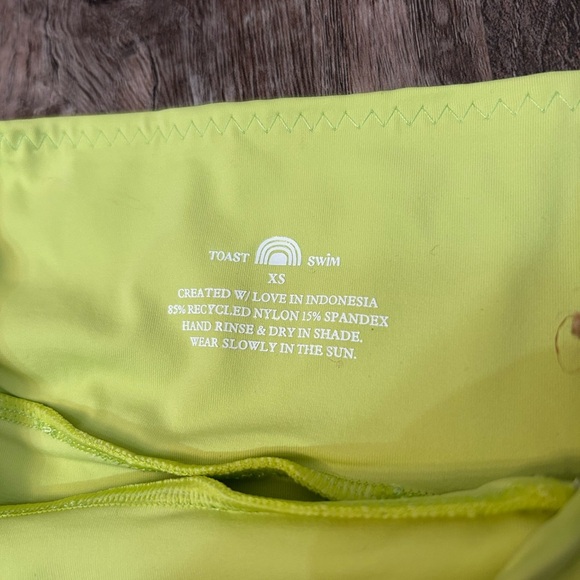 TOAST SWiM
XS
CREATED W/ LOVE IN INDONESIA
85% RECYCLED NYLON 15% SPANDEX
HAND RINSE & DRY IN SHADE.
WEAR SLOWLY IN THE SUN.